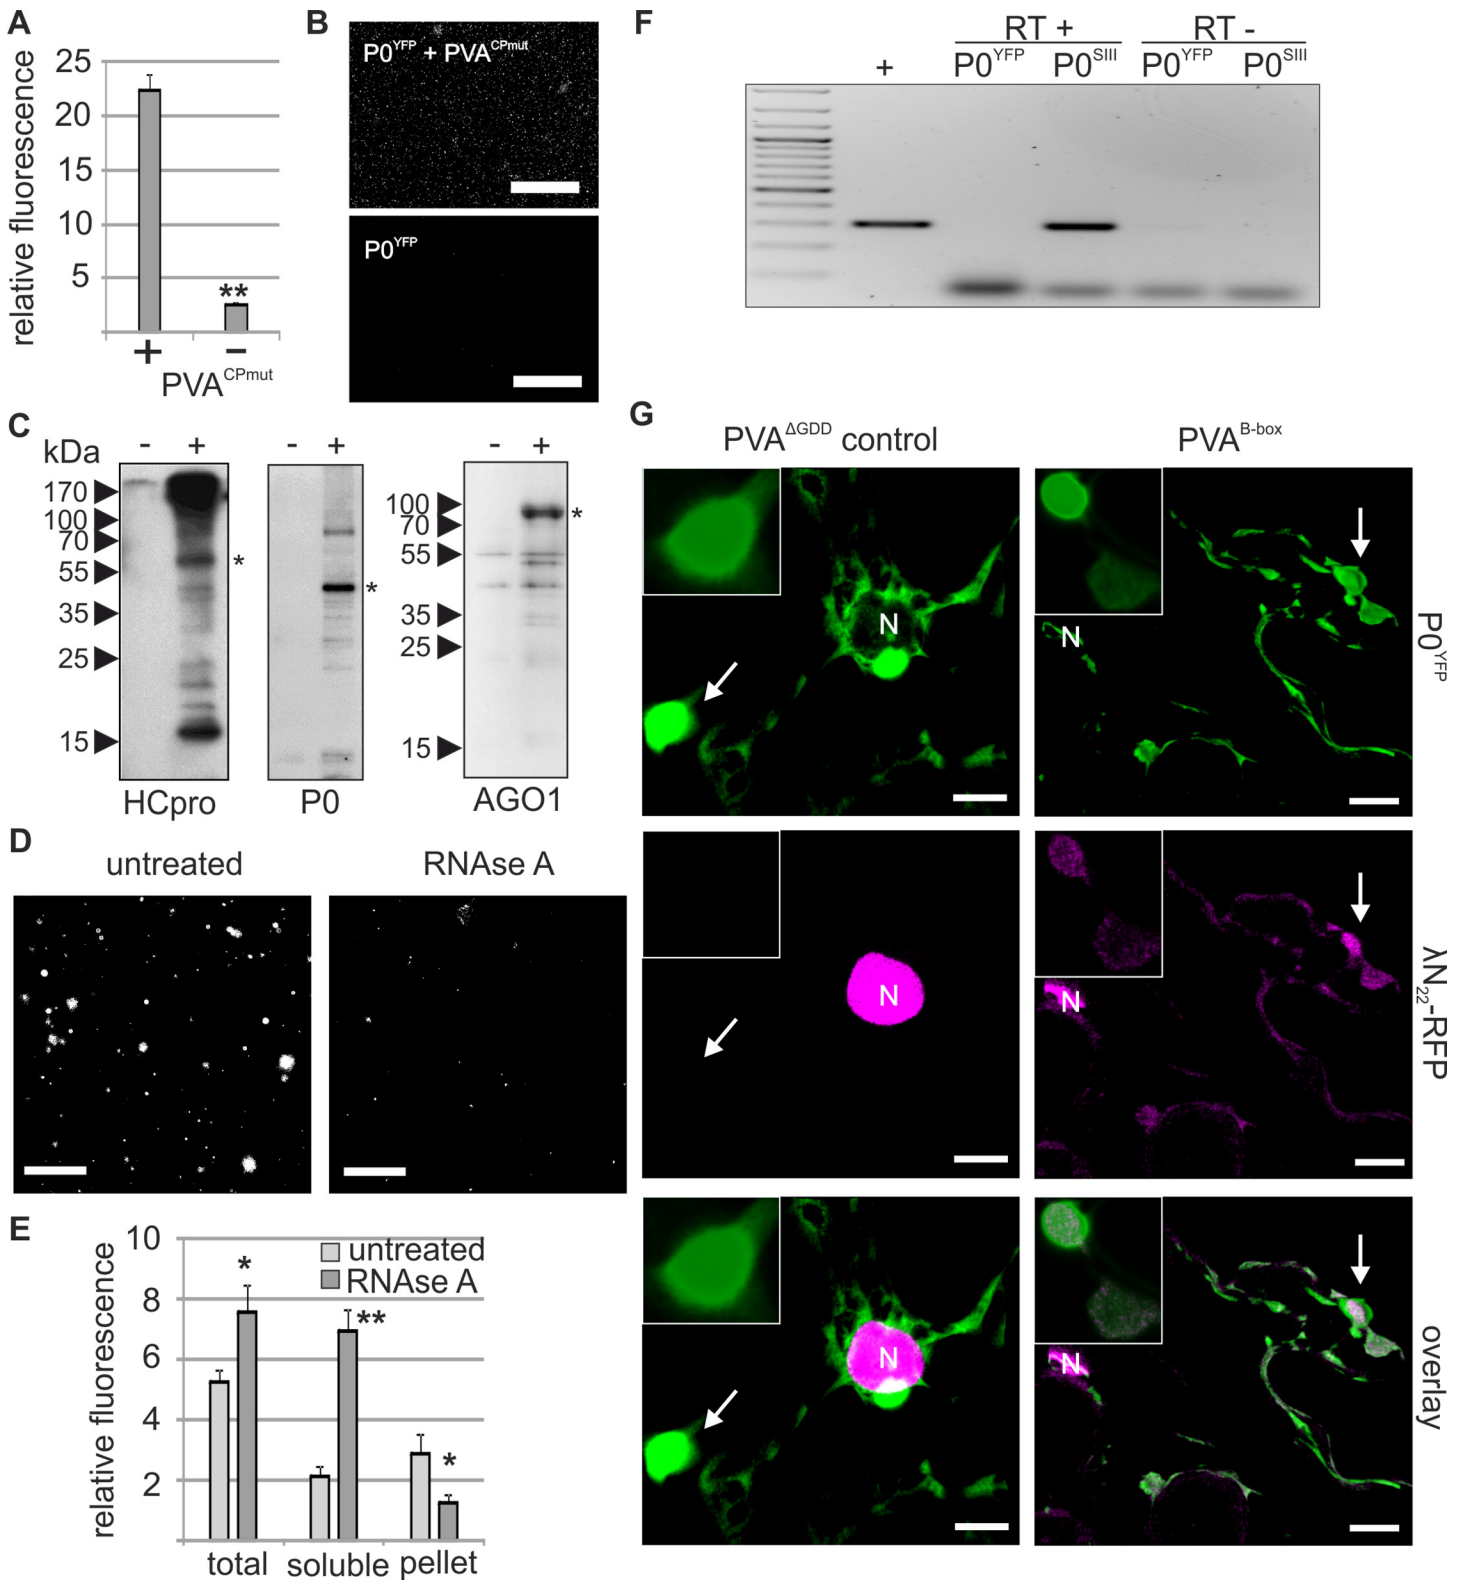 A
25
20
15
10
5
relative fluorescence
**
+ -
PVA^CPmut
B
P0^YFP + PVA^CPmut
P0^YFP
C
kDa
- +
170
100
70
55
35
25
15
*
HCpro
- +
*
P0
- +
100
70
55
35
25
15
*
AGO1
D
untreated
RNAse A
E
10
8
6
4
2
relative fluorescence
untreated
RNAse A
*
**
*
total soluble pellet
F
RT + RT -
+ P0^YFP P0^SIII P0^YFP P0^SIII
G
PVA^ΔGDD control
PVA^B-box
N
N
P0^YFP
N
N
λN₂₂-RFP
N
N
overlay